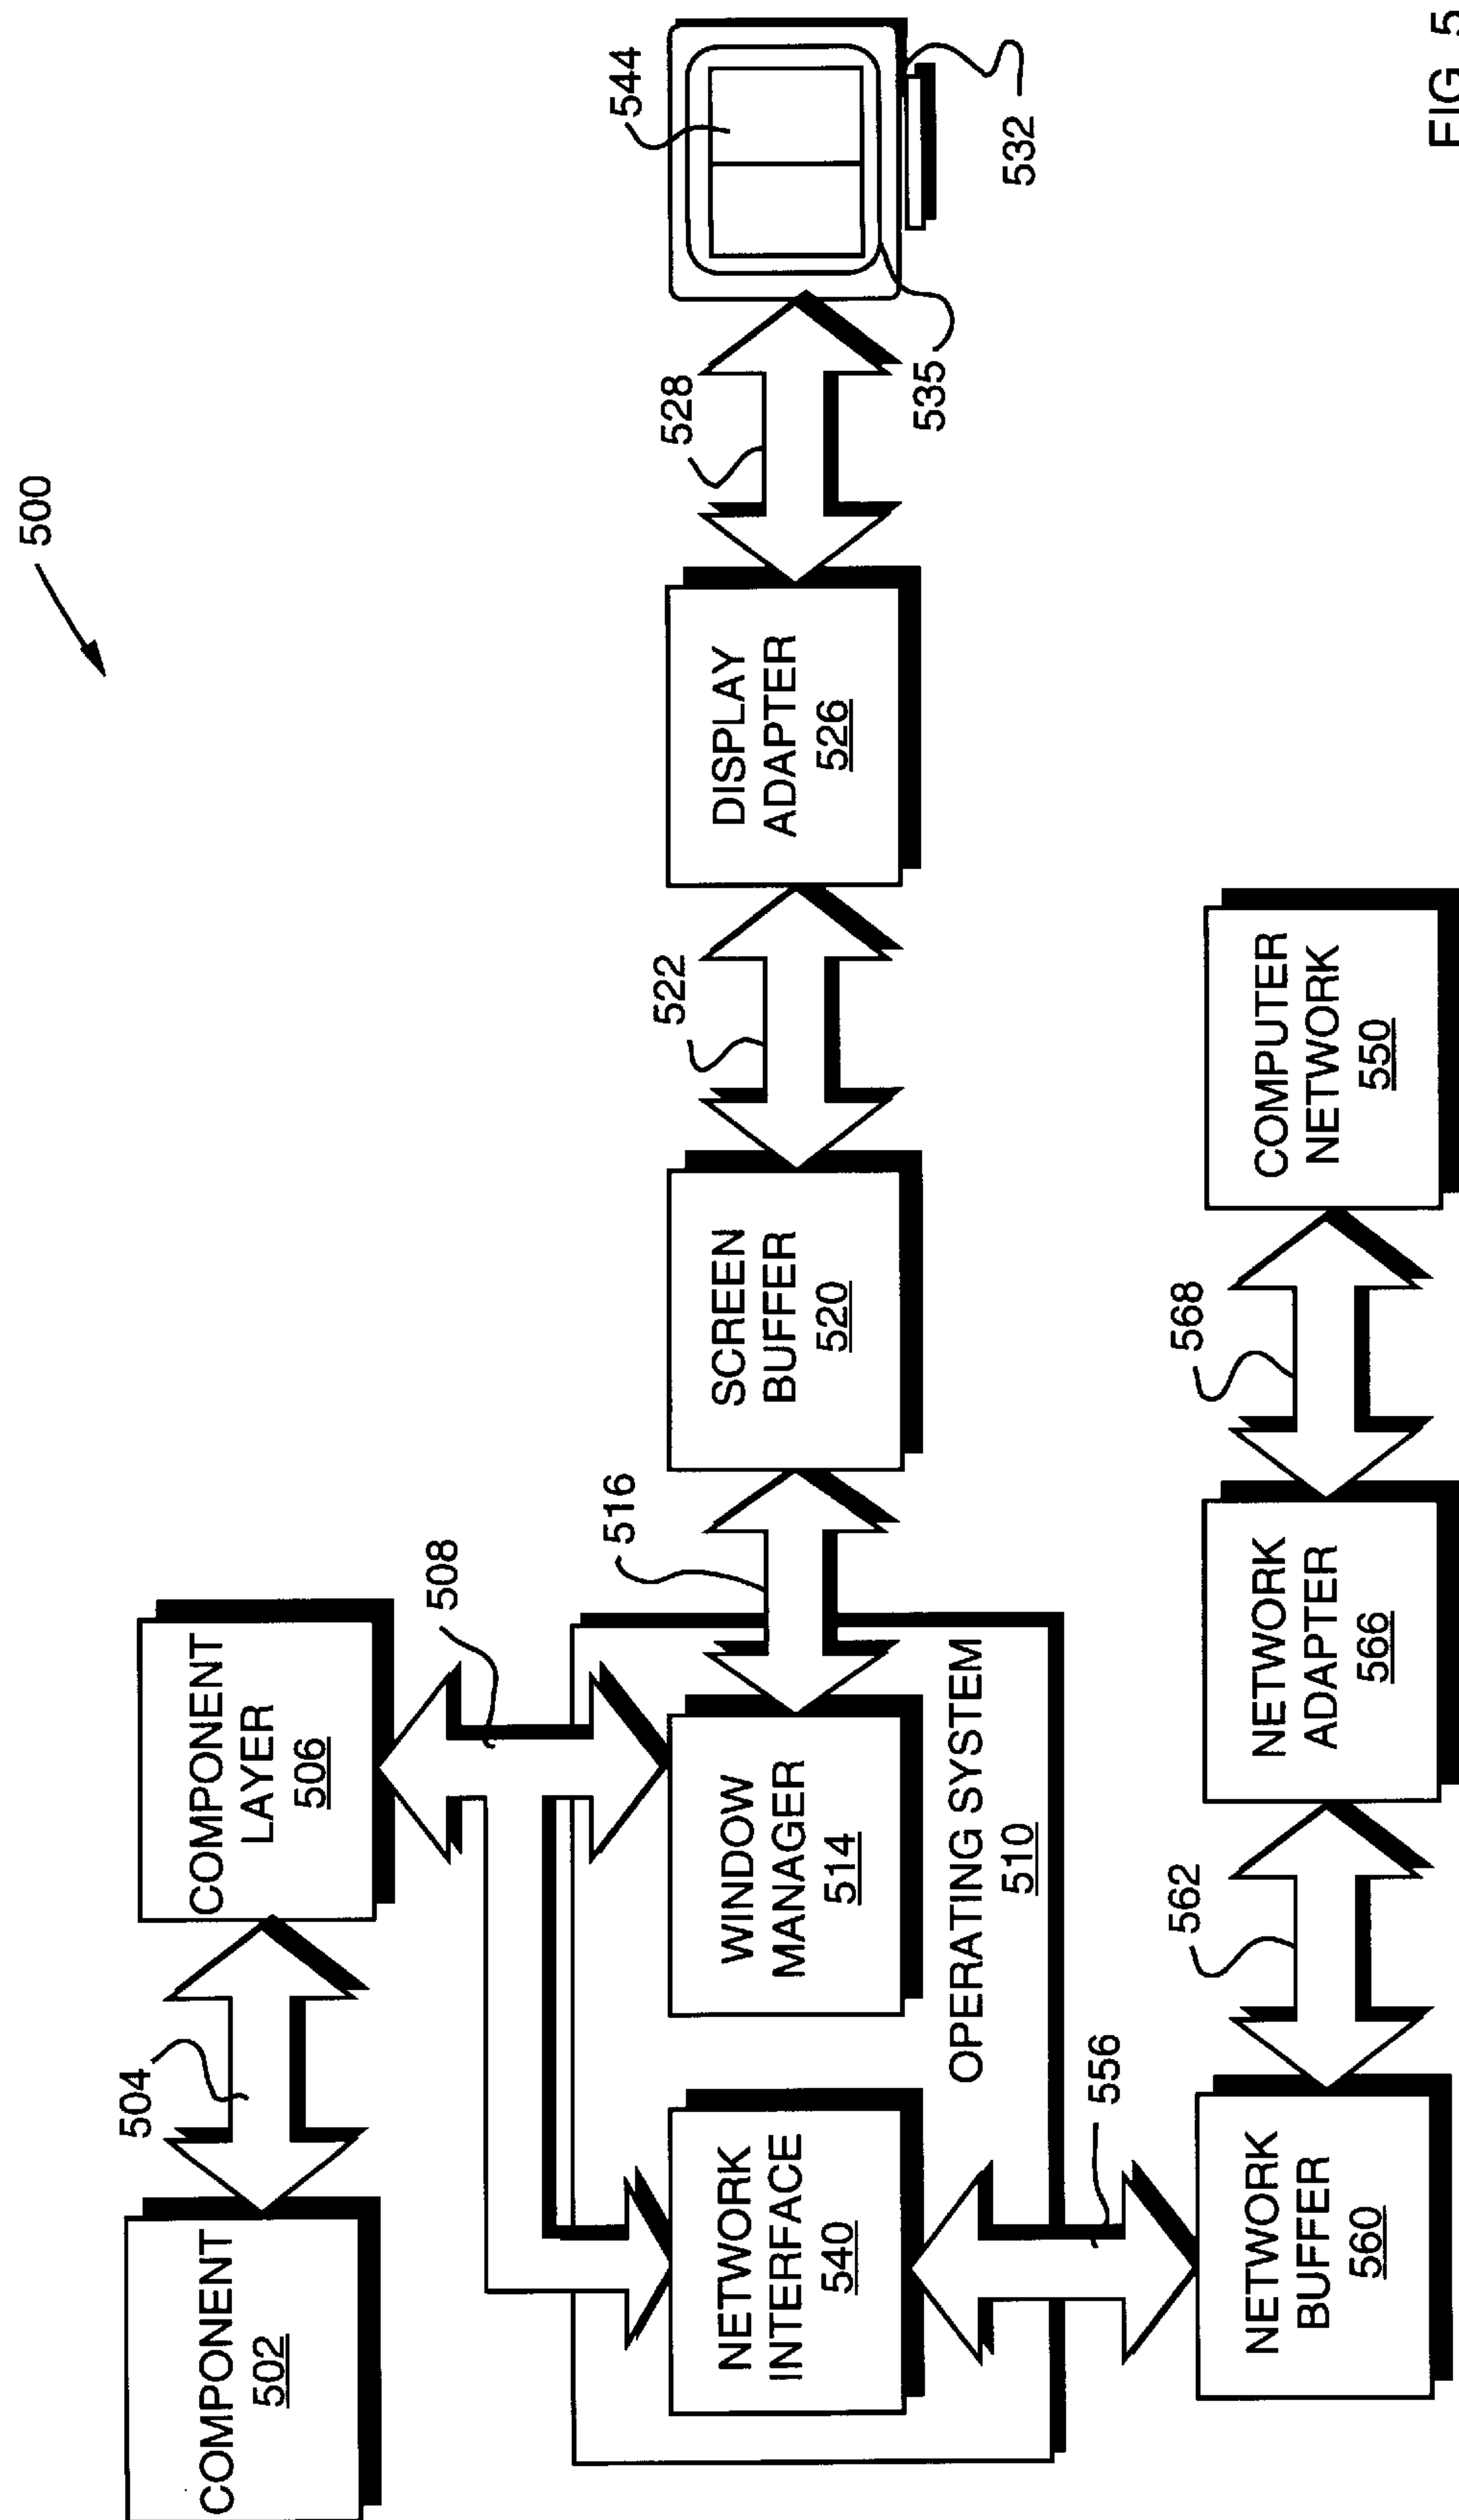 500
COMPONENT
502
504
COMPONENT
LAYER
506
508
NETWORK
INTERFACE
540
WINDOW
MANAGER
514
OPERATING SYSTEM
510
516
SCREEN
BUFFER
520
522
DISPLAY
ADAPTER
526
528
535
544
532
556
NETWORK
BUFFER
560
562
NETWORK
ADAPTER
566
568
COMPUTER
NETWORK
550
FIG. 5